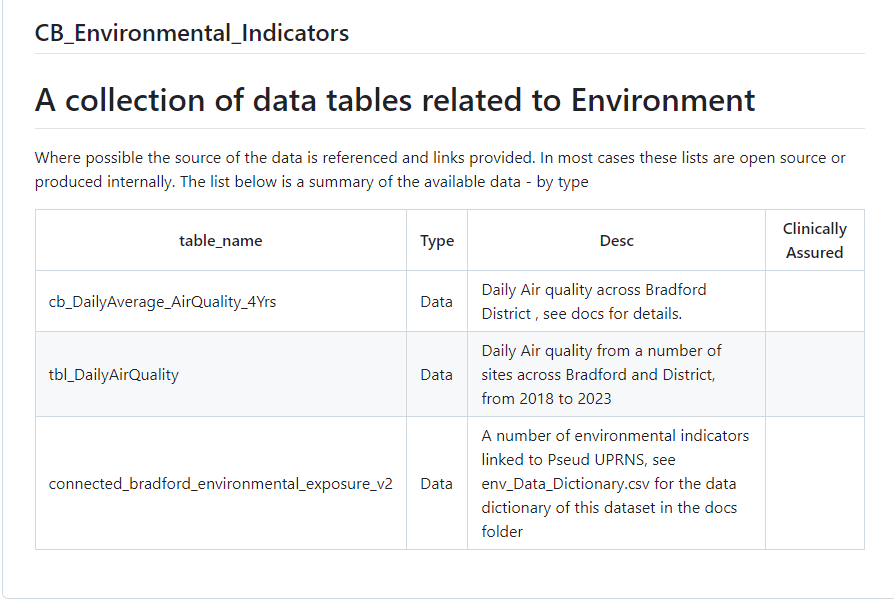 CB_Environmental_Indicators
A collection of data tables related to Environment
Where possible the source of the data is referenced and links provided. In most cases these lists are open source or
produced internally. The list below is a summary of the available data - by type
table_name Type Desc Clinically
Assured
cb_DailyAverage_AirQuality_4Yrs Data Daily Air quality across Bradford
District , see docs for details.
tbl_DailyAirQuality Data Daily Air quality from a number of
sites across Bradford and District,
from 2018 to 2023
connected_bradford_environmental_exposure_v2 Data A number of environmental indicators
linked to Pseud UPRNS, see
env_Data_Dictionary.csv for the data
dictionary of this dataset in the docs
folder